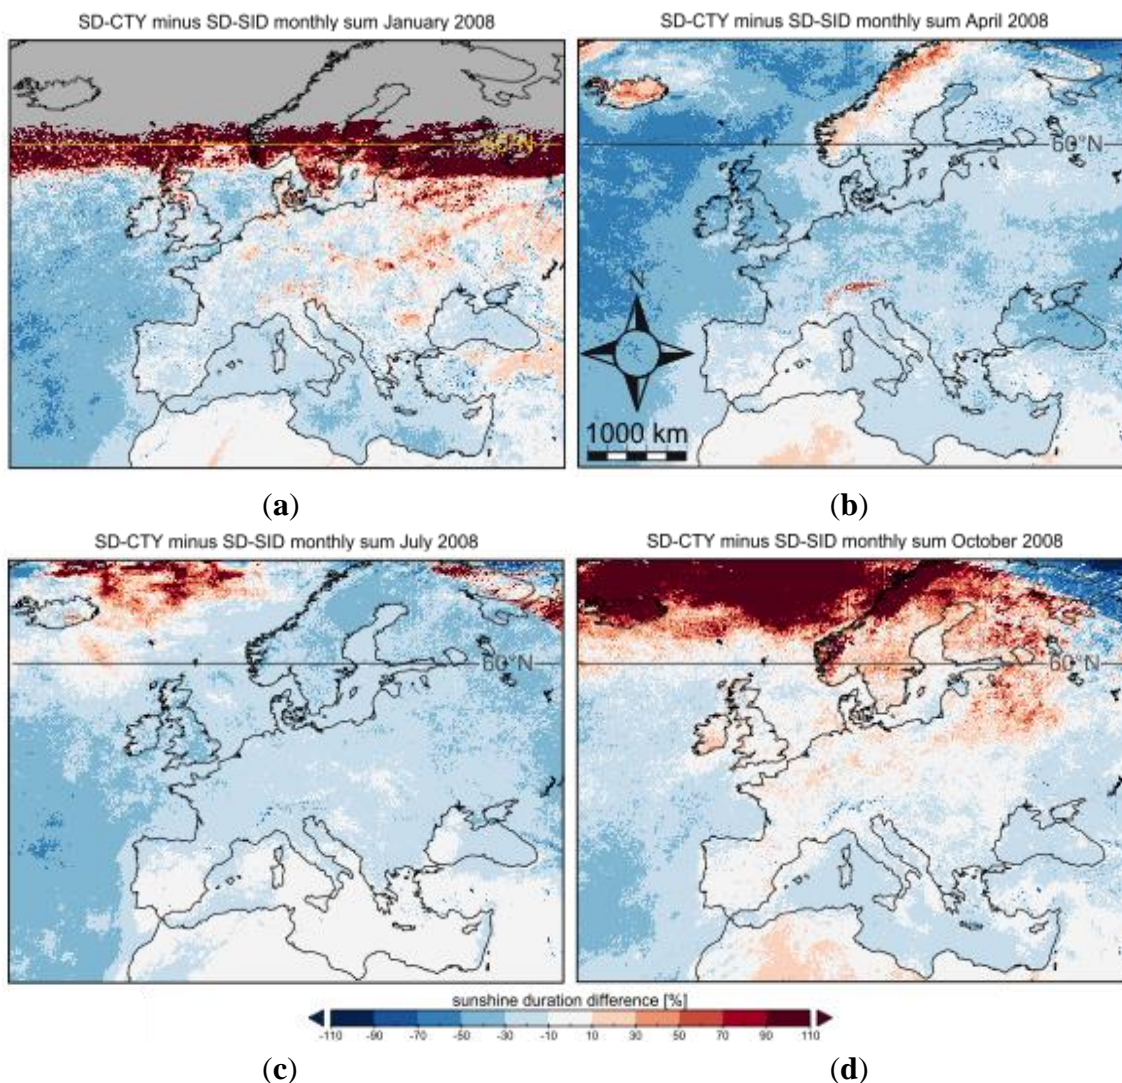 SD-CTY minus SD-SID monthly sum January 2008
SD-CTY minus SD-SID monthly sum April 2008
60°N
60°N
N
1000 km
(a)
(b)
SD-CTY minus SD-SID monthly sum July 2008
SD-CTY minus SD-SID monthly sum October 2008
60°N
60°N
sunshine duration difference [%]
-110 -90 -70 -50 -30 -10 10 30 50 70 90 110
(c)
(d)